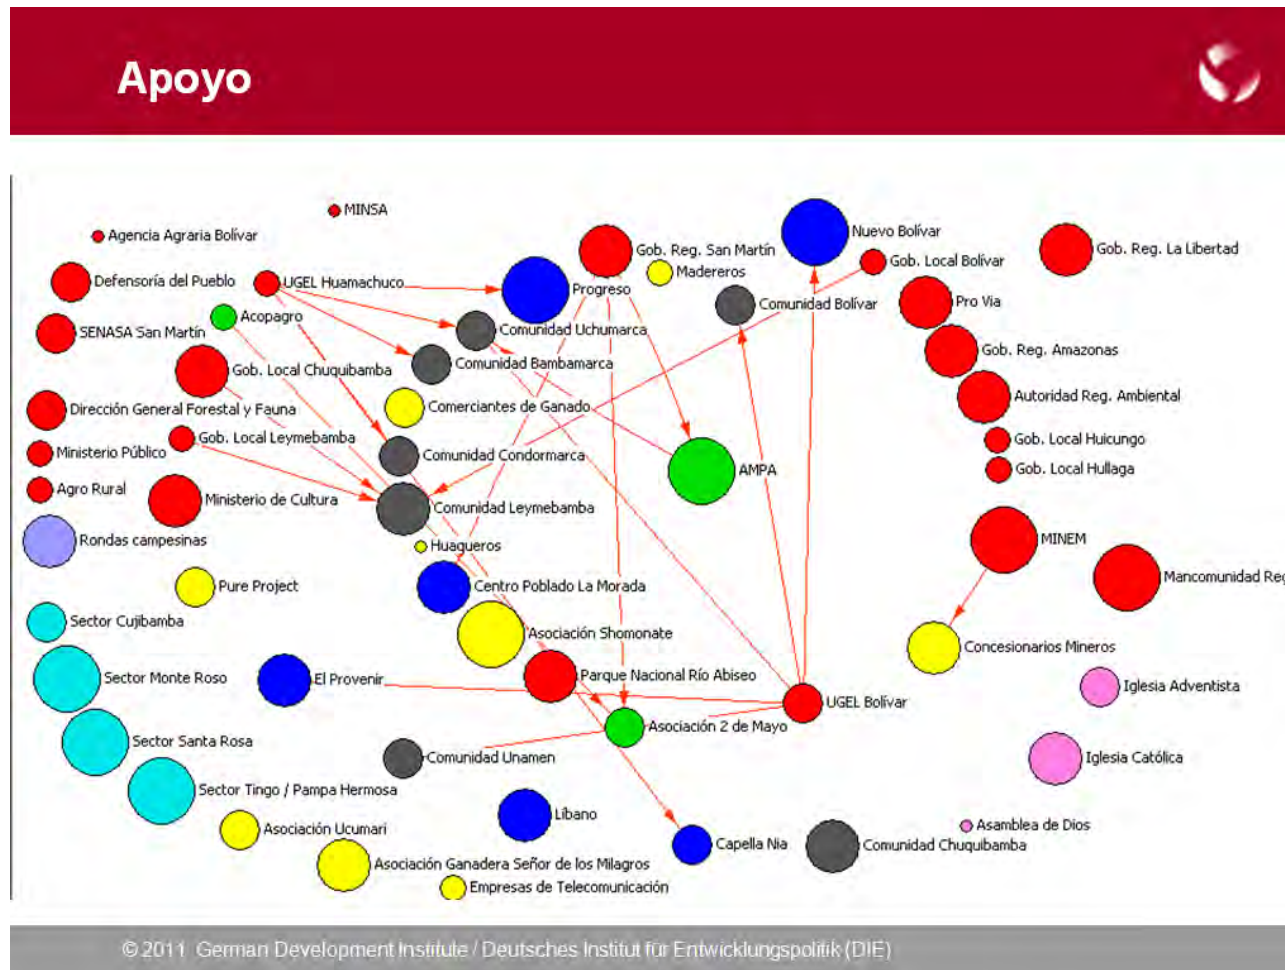 Apoyo
MINSA
Agencia Agraria Bolívar
Nuevo Bolívar
Gob. Reg. San Martín
Gob. Reg. La Libertad
Gob. Local Bolívar
Madereros
Defensoría del Pueblo
UGEL Huamachuco
Progreso
Comunidad Bolívar
Pro Via
Acopagro
SENASA San Martín
Comunidad Uchumarca
Gob. Reg. Amazonas
Comunidad Bambamarca
Gob. Local Chuquibamba
Autoridad Reg. Ambiental
Comerciantes de Ganado
Dirección General Forestal y Fauna
Gob. Local Leymebamba
Gob. Local Huicungo
Ministerio Público
Comunidad Condormarca
AMPA
Gob. Local Hullaga
Agro Rural
Ministerio de Cultura
Comunidad Leymebamba
Rondas campesinas
MINEM
Huaqueros
Mancomunidad Reg
Pure Project
Centro Poblado La Morada
Sector Cujibamba
Asociación Shomonate
Concesionarios Mineros
Sector Monte Roso
El Provenir
Parque Nacional Río Abiseo
Iglesia Adventista
UGEL Bolívar
Asociación 2 de Mayo
Sector Santa Rosa
Comunidad Unamen
Iglesia Católica
Sector Tingo / Pampa Hermosa
Líbano
Asociación Ucumari
Asamblea de Dios
Capella Nia
Comunidad Chuquibamba
Asociación Ganadera Señor de los Milagros
Empresas de Telecomunicación
© 2011 German Development Institute / Deutsches Institut für Entwicklungspolitik (DIE)